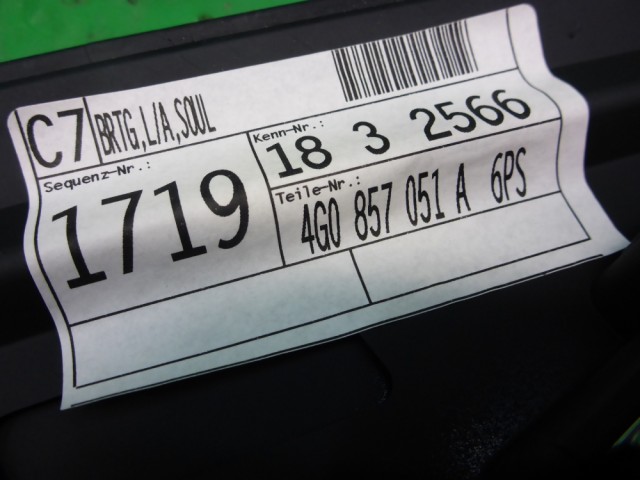 C7 BRTG,L/A,SOUL
Sequenz-Nr.:
1719
Kenn-Nr.:
18 3 2566
Teile-Nr.:
4G0 857 051 A 6PS